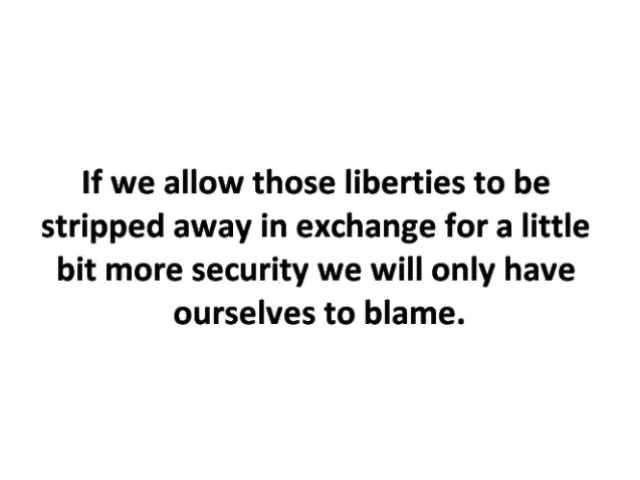 If we allow those liberties to be
stripped away in exchange for a little
bit more security we will only have
ourselves to blame.